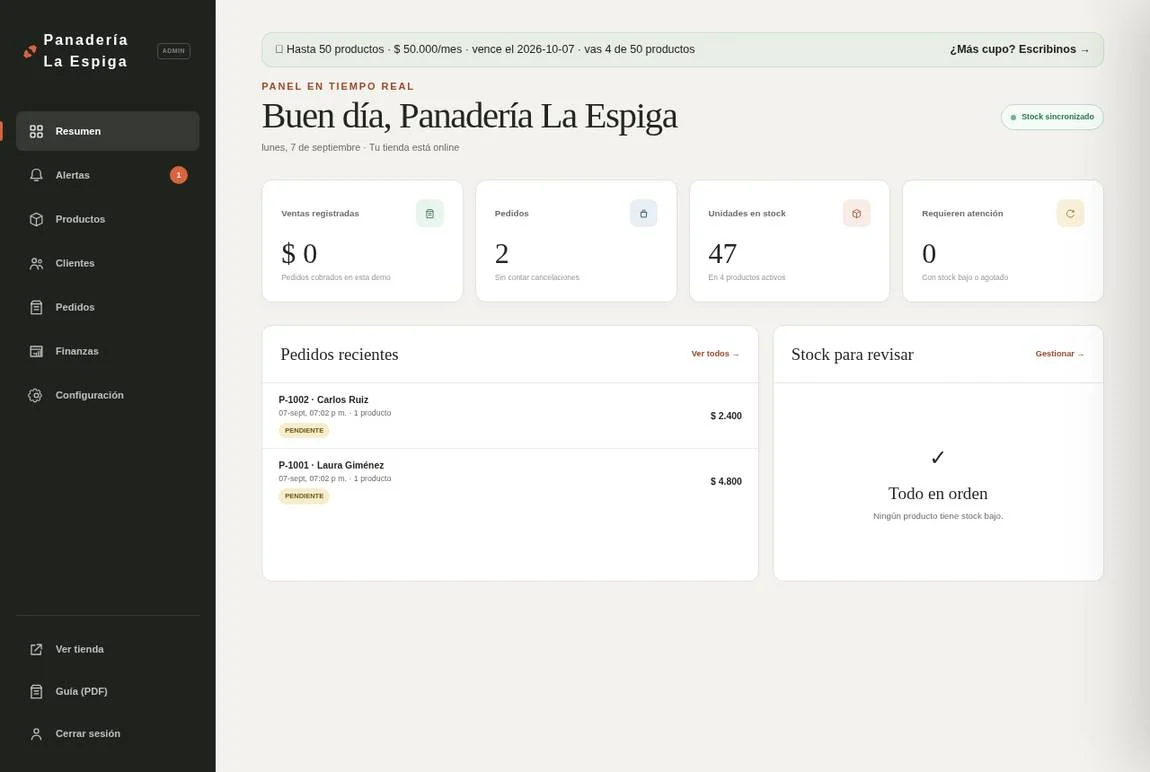 Panadería
La Espiga
ADMIN
Resumen
Alertas
1
Productos
Clientes
Pedidos
Finanzas
Configuración
Ver tienda
Guía (PDF)
Cerrar sesión
Hasta 50 productos · $ 50.000/mes · vence el 2026-10-07 · vas 4 de 50 productos
¿Más cupo? Escribinos →
PANEL EN TIEMPO REAL
Buen día, Panadería La Espiga
lunes, 7 de septiembre · Tu tienda está online
Stock sincronizado
Ventas registradas
$ 0
Pedidos cobrados en esta demo
Pedidos
2
Sin contar cancelaciones
Unidades en stock
47
En 4 productos activos
Requieren atención
0
Con stock bajo o agotado
Pedidos recientes
Ver todos →
P-1002 · Carlos Ruiz
07-sept, 07:02 p m. · 1 producto
PENDIENTE
$ 2.400
P-1001 · Laura Giménez
07-sept, 07:02 p m. · 1 producto
PENDIENTE
$ 4.800
Stock para revisar
Gestionar →
✓
Todo en orden
Ningún producto tiene stock bajo.